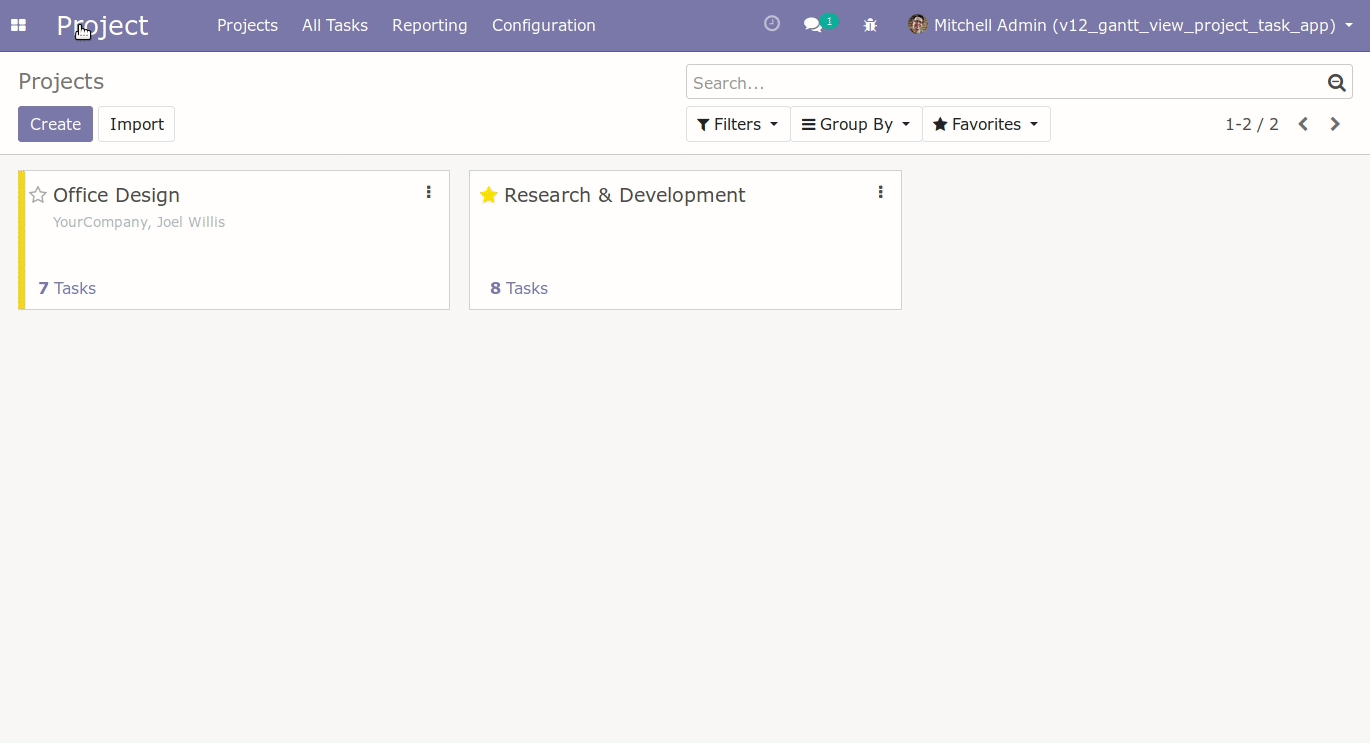 Project Projects All Tasks Reporting Configuration 1 Mitchell Admin (v12_gantt_view_project_task_app)
Projects
Search...
Create Import Filters Group By Favorites 1-2 / 2
Office Design Research & Development
YourCompany, Joel Willis
7 Tasks 8 Tasks